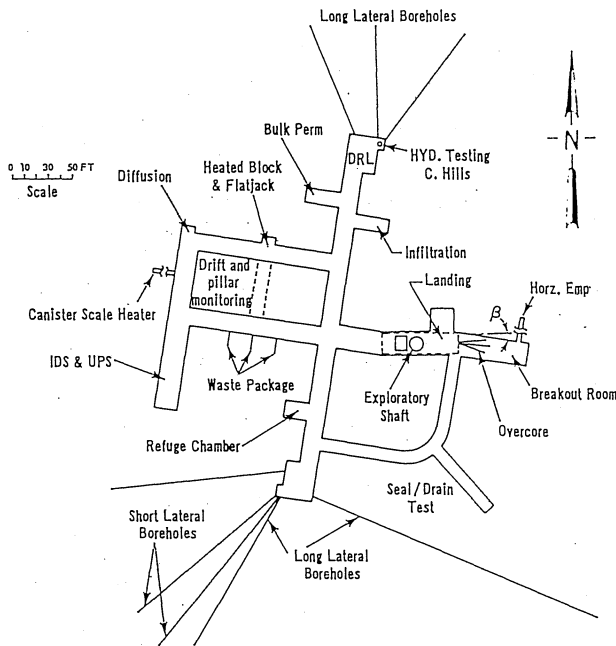 Long Lateral Boreholes
Bulk Perm
DRL
HYD. Testing
C. Hills
N
0 10 30 50 FT
Scale
Diffusion
Heated Block
& Flatjack
Infiltration
Drift and
pillar
monitoring
Landing
Horz. Emp
Canister Scale Heater
β
IDS & UPS
Waste Package
Exploratory
Shaft
Breakout Room
Overcore
Refuge Chamber
Seal/Drain
Test
Short Lateral
Boreholes
Long Lateral
Boreholes